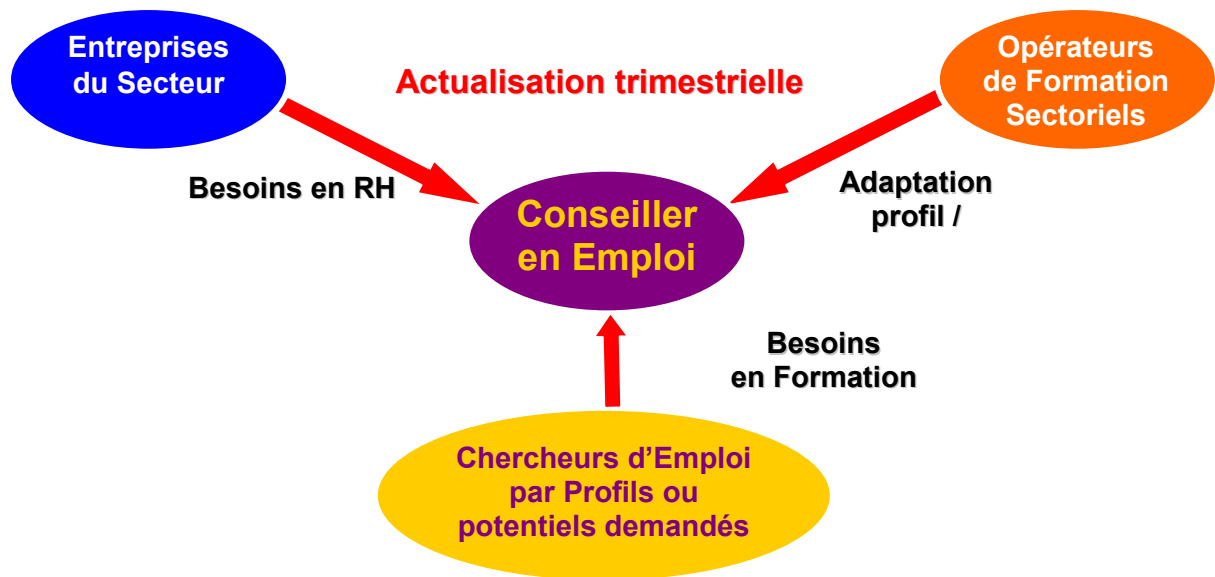 Entreprises
du Secteur
Actualisation trimestrielle
Opérateurs
de Formation
Sectoriels
Besoins en RH
Conseiller
en Emploi
Adaptation
profil /
Besoins
en Formation
Chercheurs d’Emploi
par Profils ou
potentiels demandés